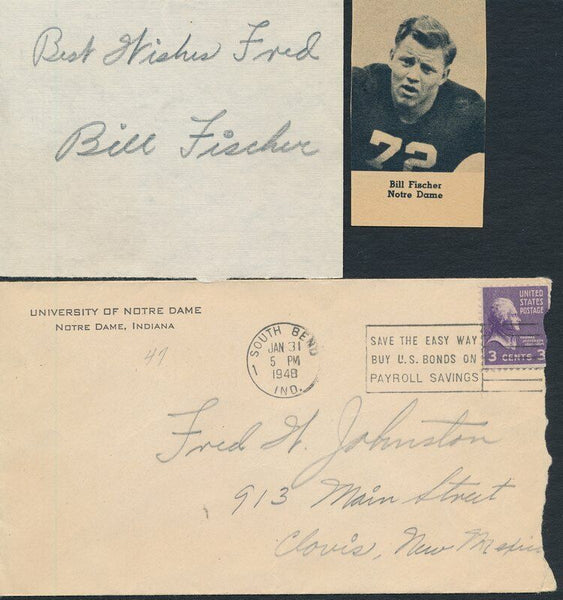 Best Wishes Fred
Bill Fischer
72
Bill Fischer
Notre Dame
UNIVERSITY OF NOTRE DAME
NOTRE DAME, INDIANA
47
SOUTH BEND
JAN 31
5 PM
1948
IND.
SAVE THE EASY WAY
BUY U.S. BONDS ON
PAYROLL SAVINGS
UNITED
STATES
POSTAGE
3 CENTS 3
Fred W. Johnston
913 Main Street
Clovis, New Mexico